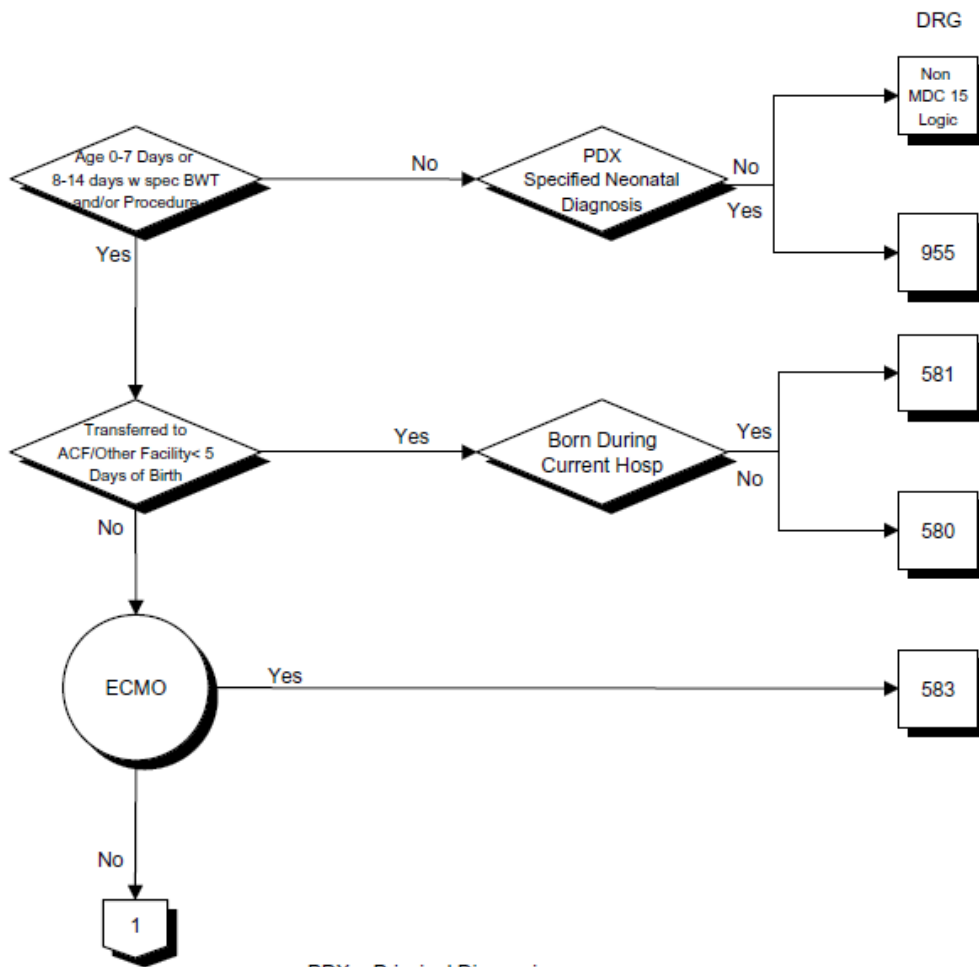 DRG
Non
MDC 15
Logic
Age 0-7 Days or
8-14 days w spec BWT
and/or Procedure
No
PDX
Specified Neonatal
Diagnosis
No
Yes
Yes
955
581
Transferred to
ACF/Other Facility< 5
Days of Birth
Yes
Born During
Current Hosp
Yes
No
No
580
ECMO
Yes
583
No
1